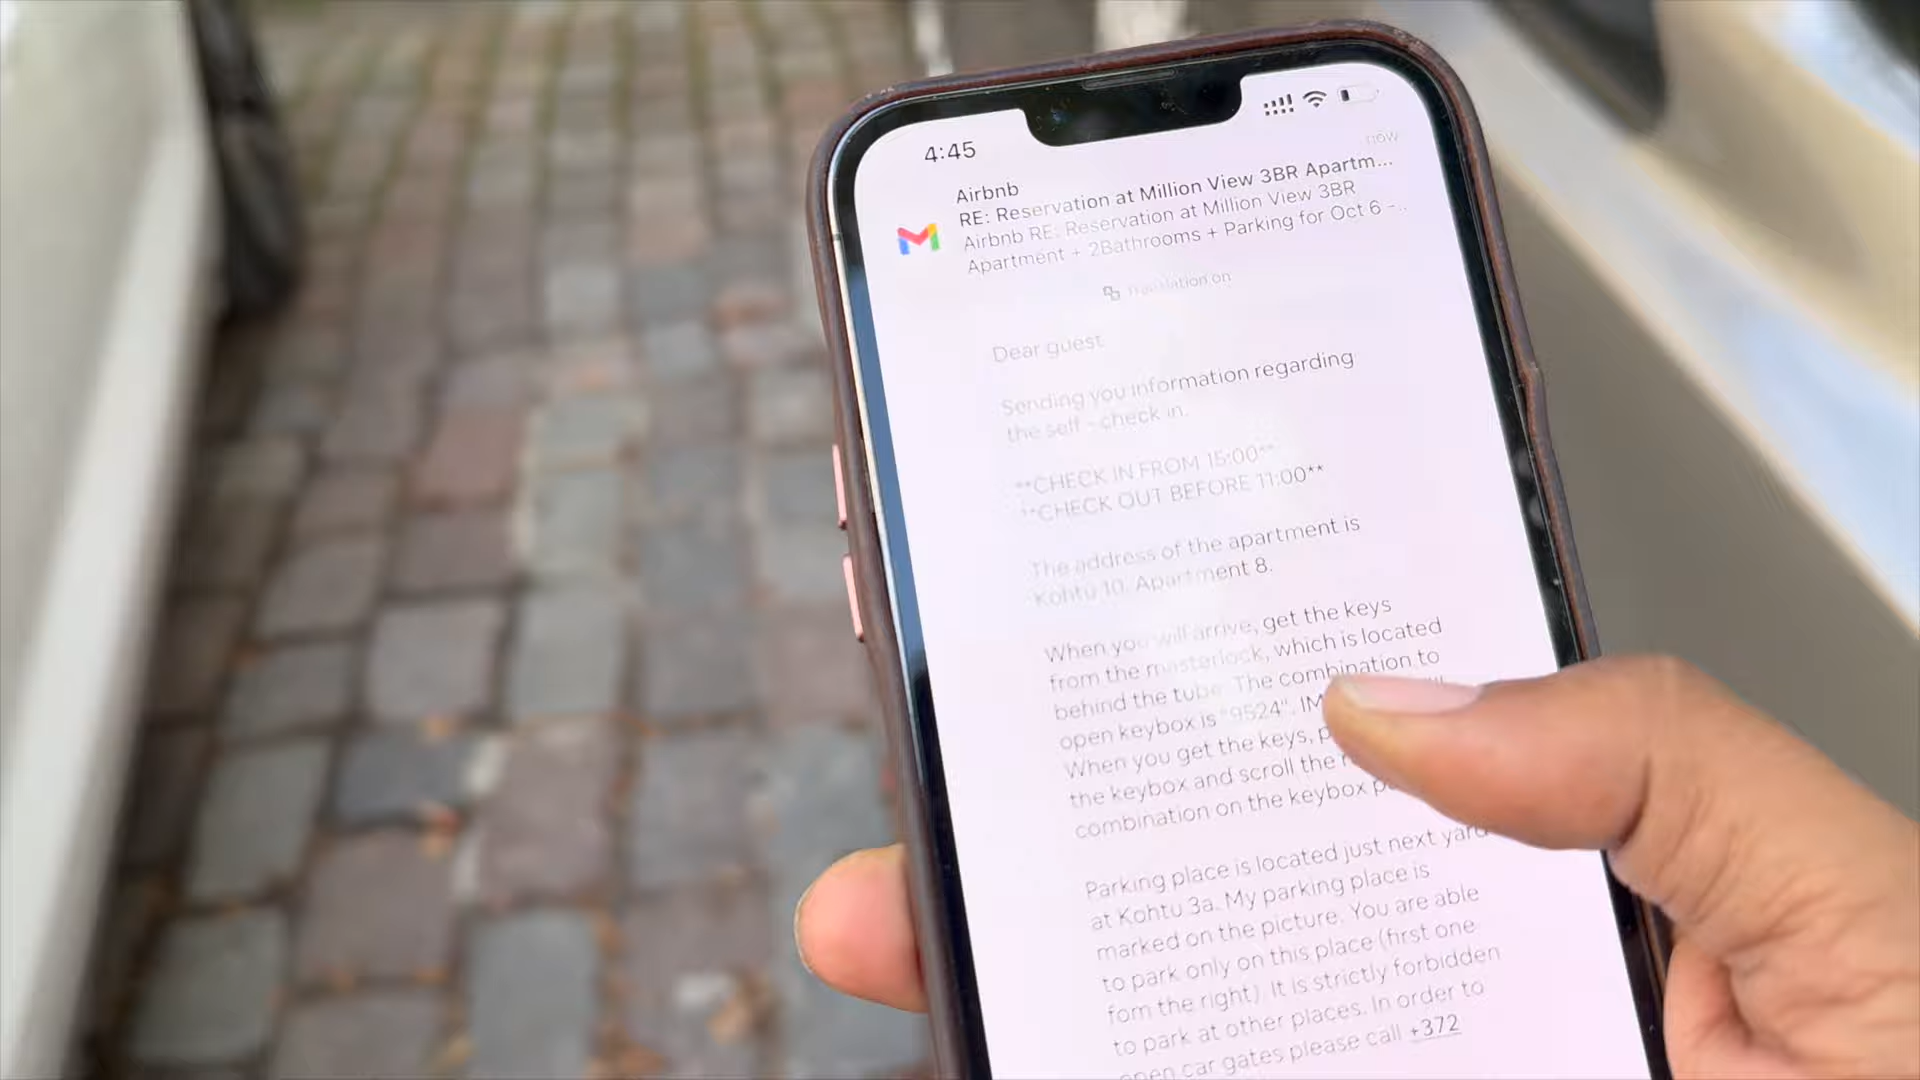 4:45
now
Airbnb
RE: Reservation at Million View 3BR Apartm...
Airbnb RE: Reservation at Million View 3BR
Apartment + 2Bathrooms + Parking for Oct 6 -...
Translation on
Dear guest
Sending you information regarding
the self - check in.
**CHECK IN FROM 15:00**
**CHECK OUT BEFORE 11:00**
The address of the apartment is
Kohtu 10. Apartment 8.
When you will arrive, get the keys
from the masterlock, which is located
behind the tube. The combination to
open keybox is "9524". IM
When you get the keys, p
the keybox and scroll the
combination on the keybox
Parking place is located just next yard
at Kohtu 3a. My parking place is
marked on the picture. You are able
to park only on this place (first one
fom the right). It is strictly forbidden
to park at other places. In order to
open car gates please call +372